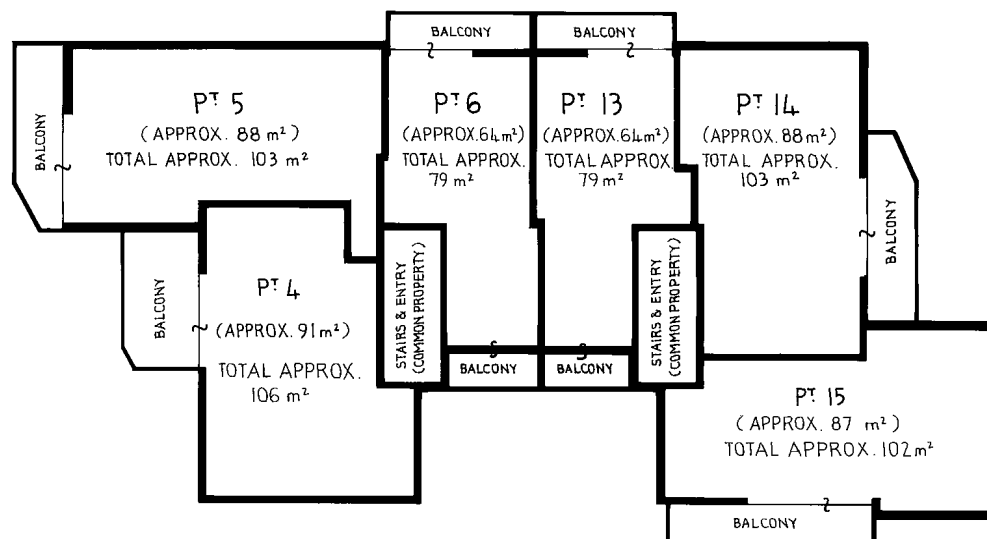 BALCONY
BALCONY
BALCONY
PT 5
(APPROX. 88 m²)
TOTAL APPROX. 103 m²
PT 6
(APPROX.64m²)
TOTAL APPROX.
79 m²
PT 13
(APPROX.64m²)
TOTAL APPROX.
79 m²
PT 14
(APPROX. 88m²)
TOTAL APPROX.
103 m²
BALCONY
BALCONY
PT 4
(APPROX. 91 m²)
TOTAL APPROX.
106 m²
STAIRS & ENTRY
(COMMON PROPERTY)
BALCONY
BALCONY
STAIRS & ENTRY
(COMMON PROPERTY)
PT 15
(APPROX. 87 m²)
TOTAL APPROX. 102m²
BALCONY